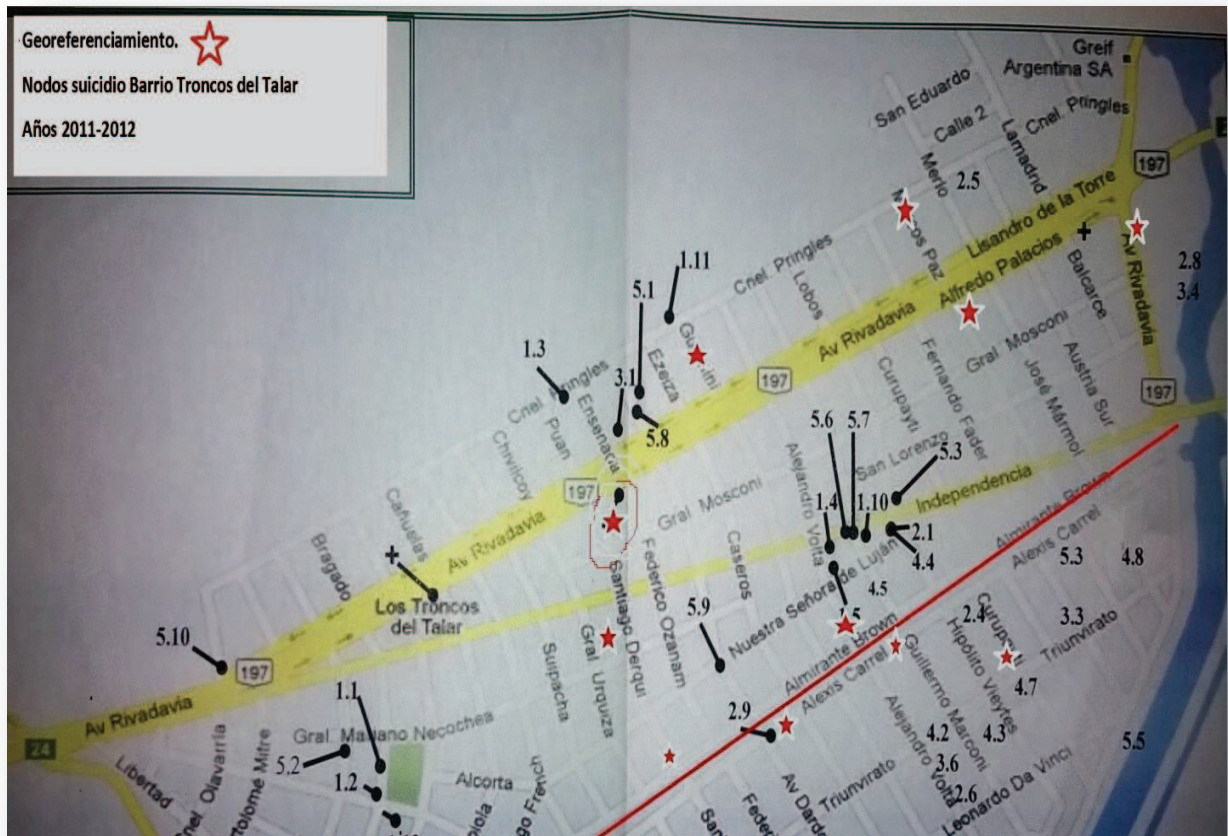 Georeferenciamiento.
Nodos suicidio Barrio Troncos del Talar
Años 2011-2012
Greif
Argentina SA
San Eduardo
Calle 2
Cnel. Pringles
Lamadrid
Merlo
2.5
197
Lisandro de la Torre
Alfredo Palacios
Av Rivadavia
Balcarce
2.8
3.4
Cnel. Pringles
Lobos
1.11
5.1
Av Rivadavia
Fernando Fader
Gral Mosconi
José Mármol
Austria Sur
197
197
1.3
Cnel. Pringles
3.1
Ezeiza
5.8
Ensenada
Puan
Chivilcoy
Curupayti
5.6
5.7
San Lorenzo
5.3
Alejandro Volta
1.4
1.10
Independencia
2.1
4.4
197
Gral Mosconi
Cañuelas
Av Rivadavia
Bragado
Los Troncos
del Talar
Caseros
Federico Ozanam
Santiago Derqui
Nuestra Señora de Luján
4.5
Almirante Brown
Alexis Carrel
5.3
4.8
5.9
2.4
3.3
Triunvirato
Hipólito Vieytes
4.7
Gral Urquiza
Suipacha
Almirante Brown
Alexis Carrel
Guillermo Marconi
5.10
197
Av Rivadavia
24
1.1
Gral. Mariano Necochea
5.2
1.2
Alcorta
2.9
Alejandro Volta
4.2
4.3
5.5
3.6
2.6
Leonardo Da Vinci
Triunvirato
Libertad